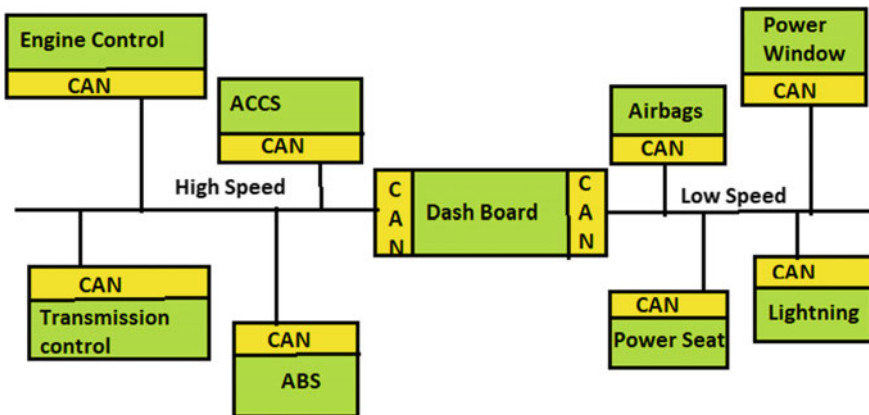 Engine Control
CAN
ACCS
CAN
High Speed
CAN
Transmission
control
CAN
ABS
C
A
N
Dash Board
C
A
N
Airbags
CAN
Power
Window
CAN
Low Speed
CAN
Power Seat
CAN
Lightning